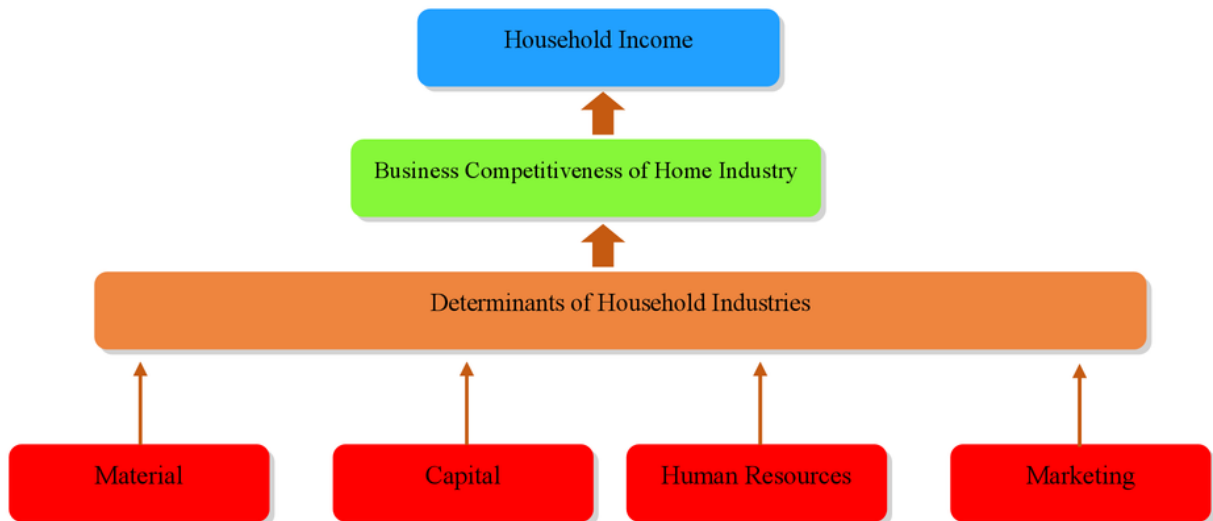 Household Income
Business Competitiveness of Home Industry
Determinants of Household Industries
Material
Capital
Human Resources
Marketing